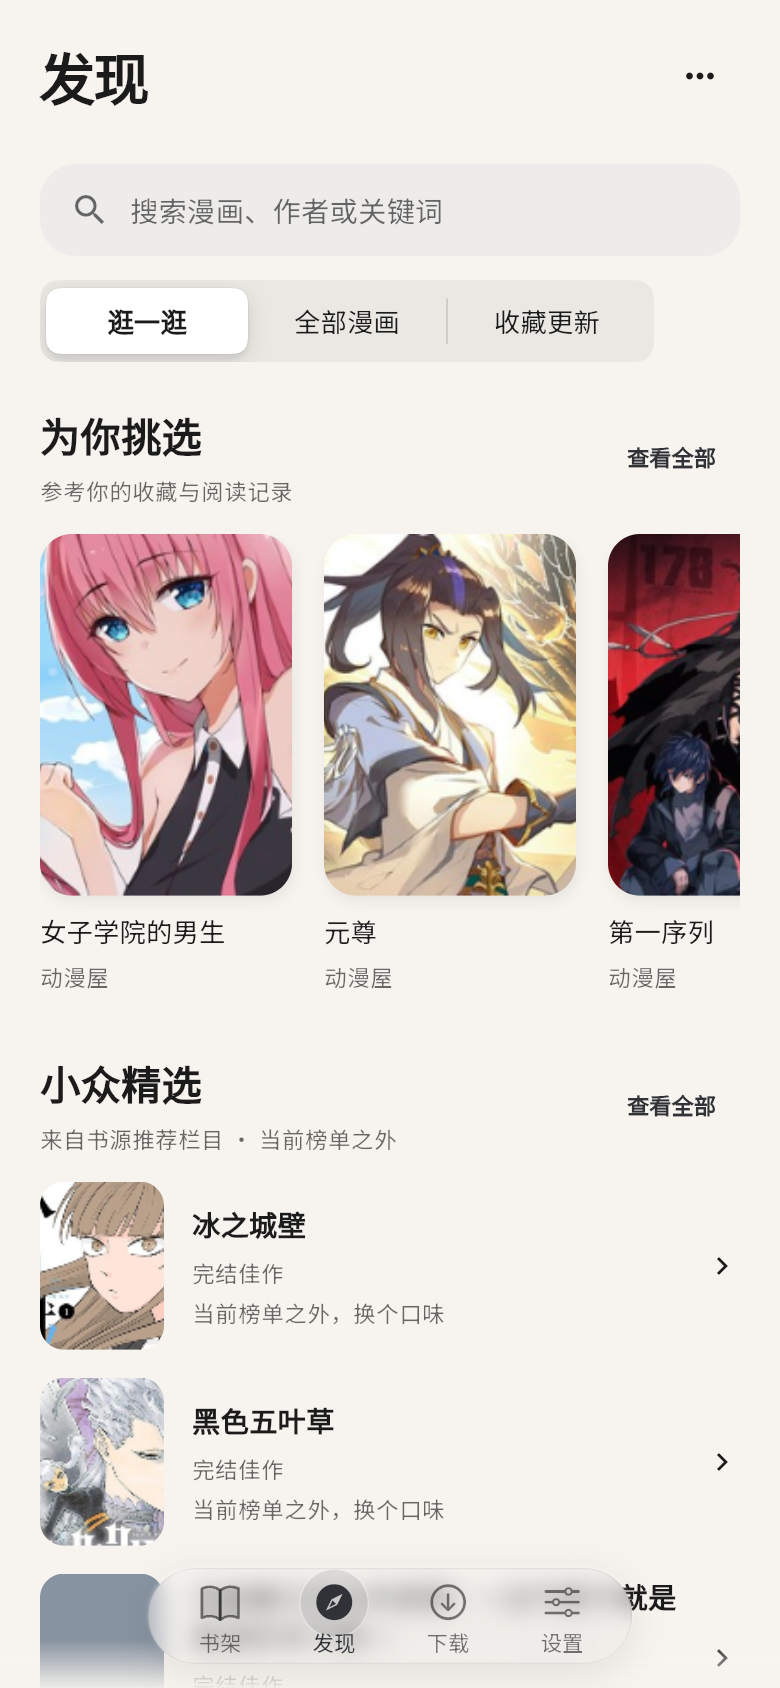 发现
搜索漫画、作者或关键词
逛一逛 全部漫画 收藏更新
为你挑选
查看全部
参考你的收藏与阅读记录
178
女子学院的男生
动漫屋
元尊
动漫屋
第一序列
动漫屋
小众精选
查看全部
来自书源推荐栏目 · 当前榜单之外
冰之城壁
完结佳作
当前榜单之外，换个口味
黑色五叶草
完结佳作
当前榜单之外，换个口味
就是
书架 发现 下载 设置
完结佳作